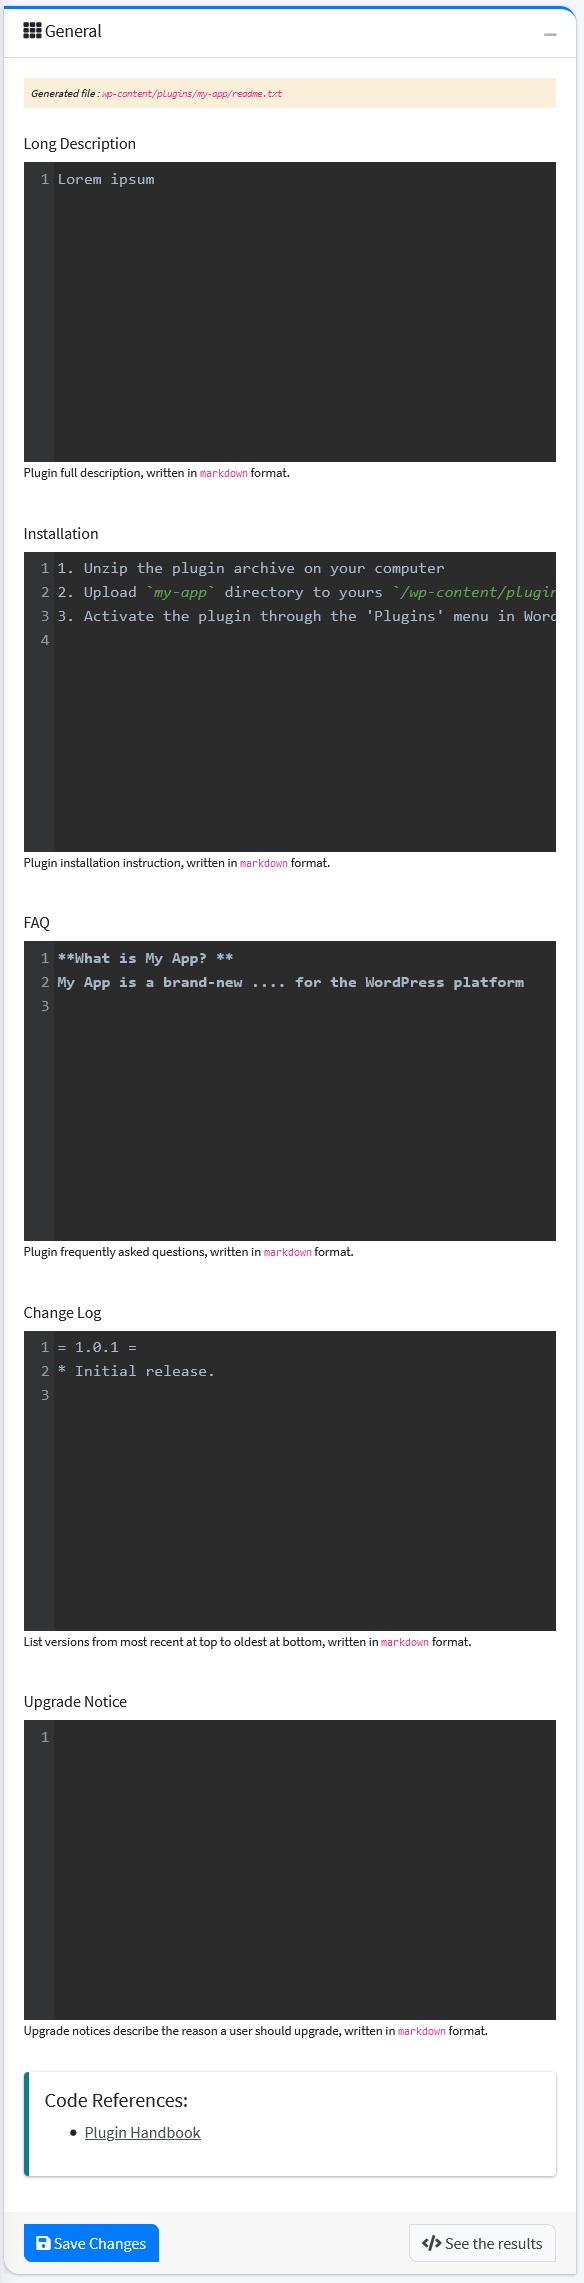 General
Generated file : wp-content/plugins/my-app/readme.txt
Long Description
1 Lorem ipsum
Plugin full description, written in markdown format.
Installation
1 1. Unzip the plugin archive on your computer
2 2. Upload `my-app` directory to yours `/wp-content/plugin
3 3. Activate the plugin through the 'Plugins' menu in Word
4
Plugin installation instruction, written in markdown format.
FAQ
1 **What is My App? **
2 My App is a brand-new .... for the WordPress platform
3
Plugin frequently asked questions, written in markdown format.
Change Log
1 = 1.0.1 =
2 * Initial release.
3
List versions from most recent at top to oldest at bottom, written in markdown format.
Upgrade Notice
1
Upgrade notices describe the reason a user should upgrade, written in markdown format.
Code References:
• Plugin Handbook
Save Changes
</> See the results